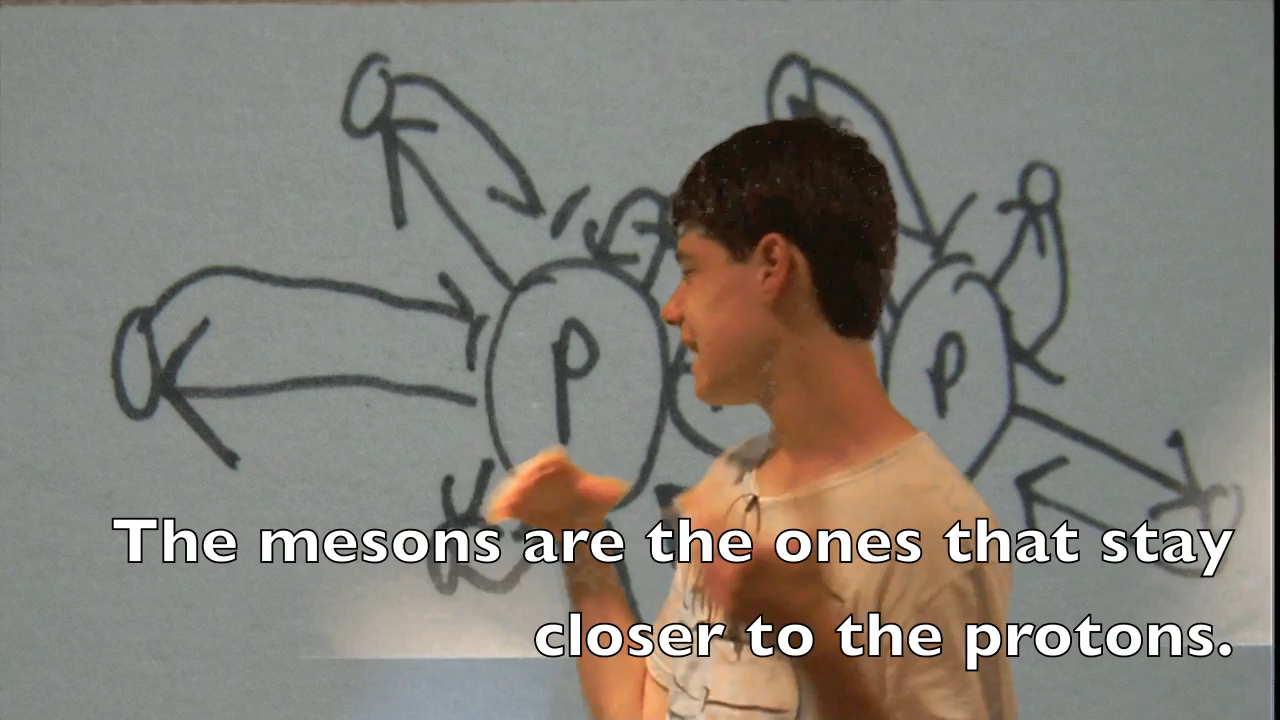 P
P
The mesons are the ones that stay
closer to the protons.